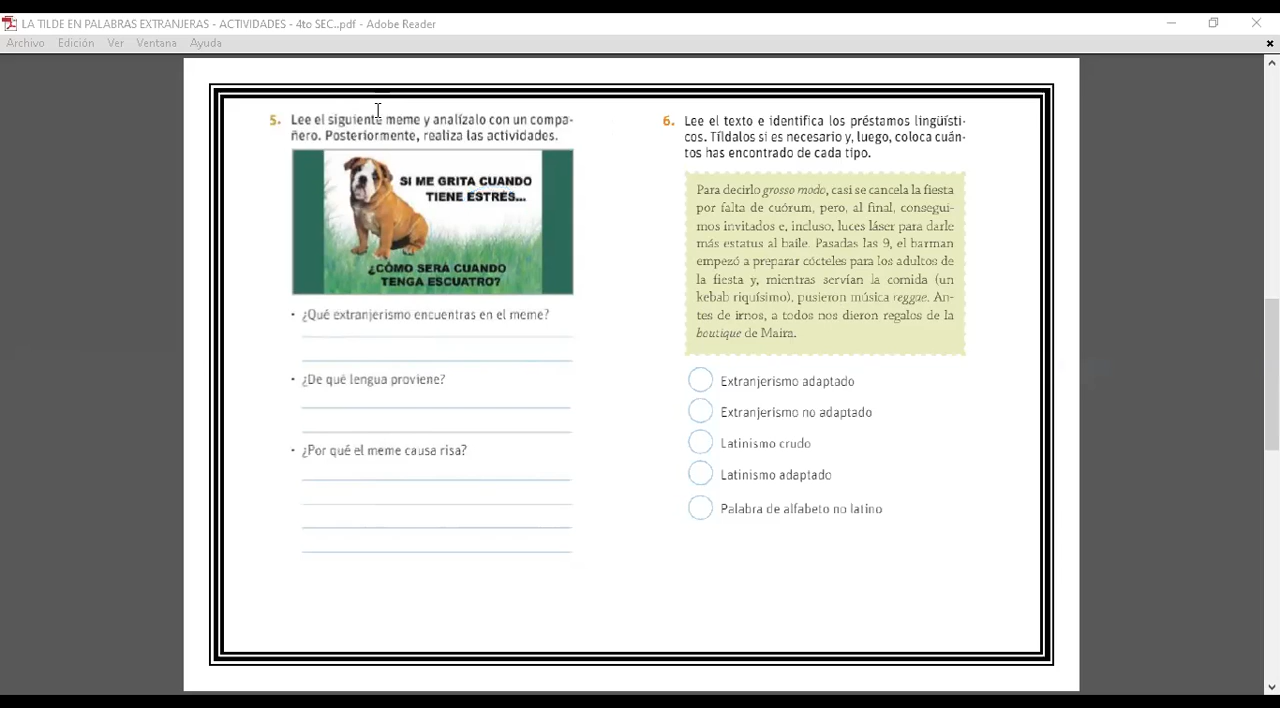 LA TILDE EN PALABRAS EXTRANJERAS - ACTIVIDADES - 4to SEC..pdf - Adobe Reader
Archivo Edición Ver Ventana Ayuda
5. Lee el siguiente meme y analízalo con un compa-
ñero. Posteriormente, realiza las actividades.
SI ME GRITA CUANDO
TIENE ESTRÉS...
¿CÓMO SERÁ CUANDO
TENGA ESCUATRO?
• ¿Qué extranjerismo encuentras en el meme?
• ¿De qué lengua proviene?
• ¿Por qué el meme causa risa?
6. Lee el texto e identifica los préstamos lingüísti-
cos. Tíldalos si es necesario y, luego, coloca cuán-
tos has encontrado de cada tipo.
Para decirlo grosso modo, casi se cancela la fiesta
por falta de cuórum, pero, al final, consegui-
mos invitados e, incluso, luces láser para darle
más estatus al baile. Pasadas las 9, el barman
empezó a preparar cócteles para los adultos de
la fiesta y, mientras servían la comida (un
kebab riquísimo), pusieron música reggae. An-
tes de irnos, a todos nos dieron regalos de la
boutique de Maira.
Extranjerismo adaptado
Extranjerismo no adaptado
Latinismo crudo
Latinismo adaptado
Palabra de alfabeto no latino